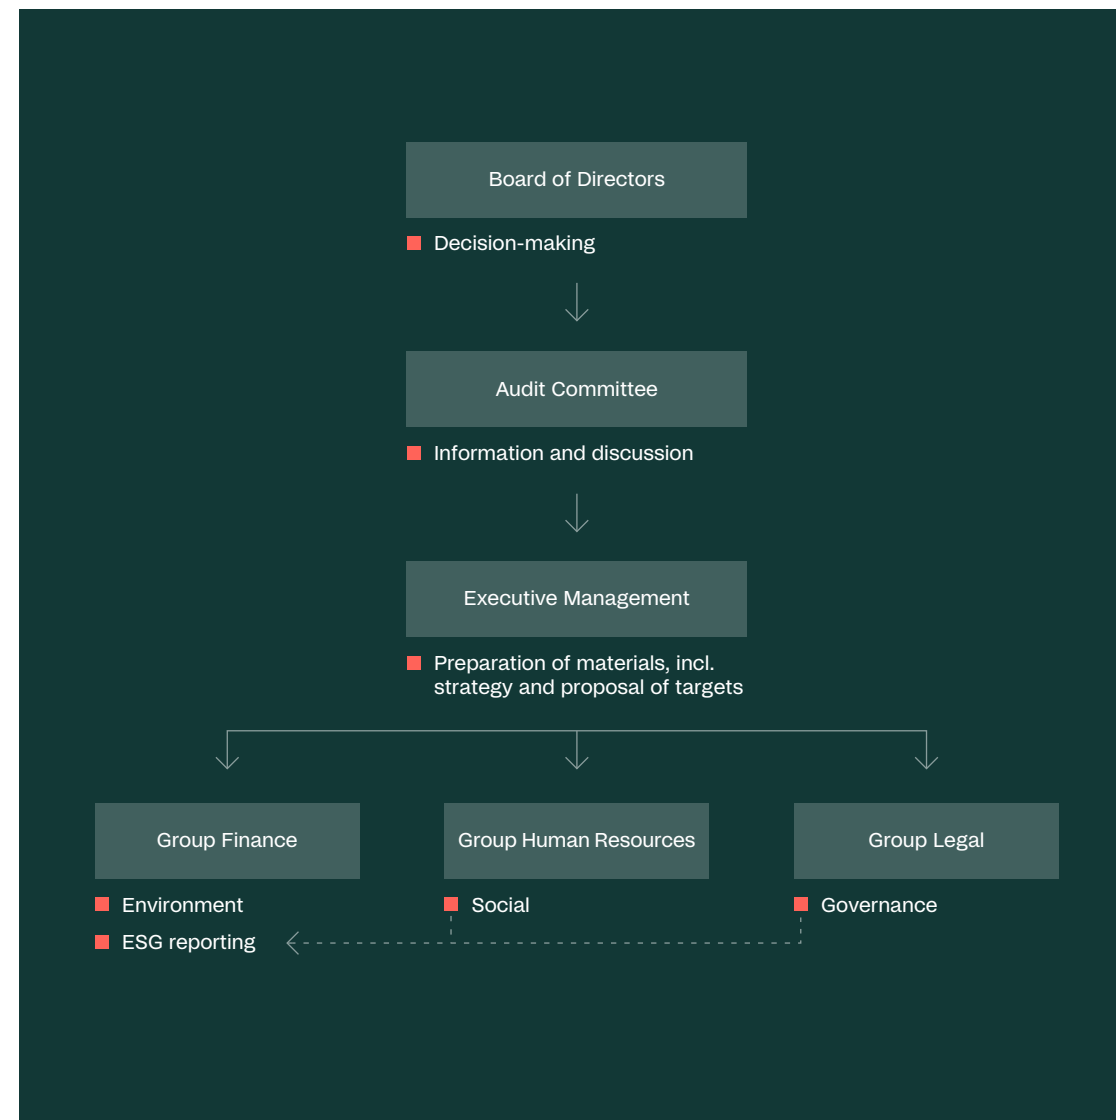 Board of Directors
Decision-making
Audit Committee
Information and discussion
Executive Management
Preparation of materials, incl.
strategy and proposal of targets
Group Finance
Environment
ESG reporting
Group Human Resources
Social
Group Legal
Governance